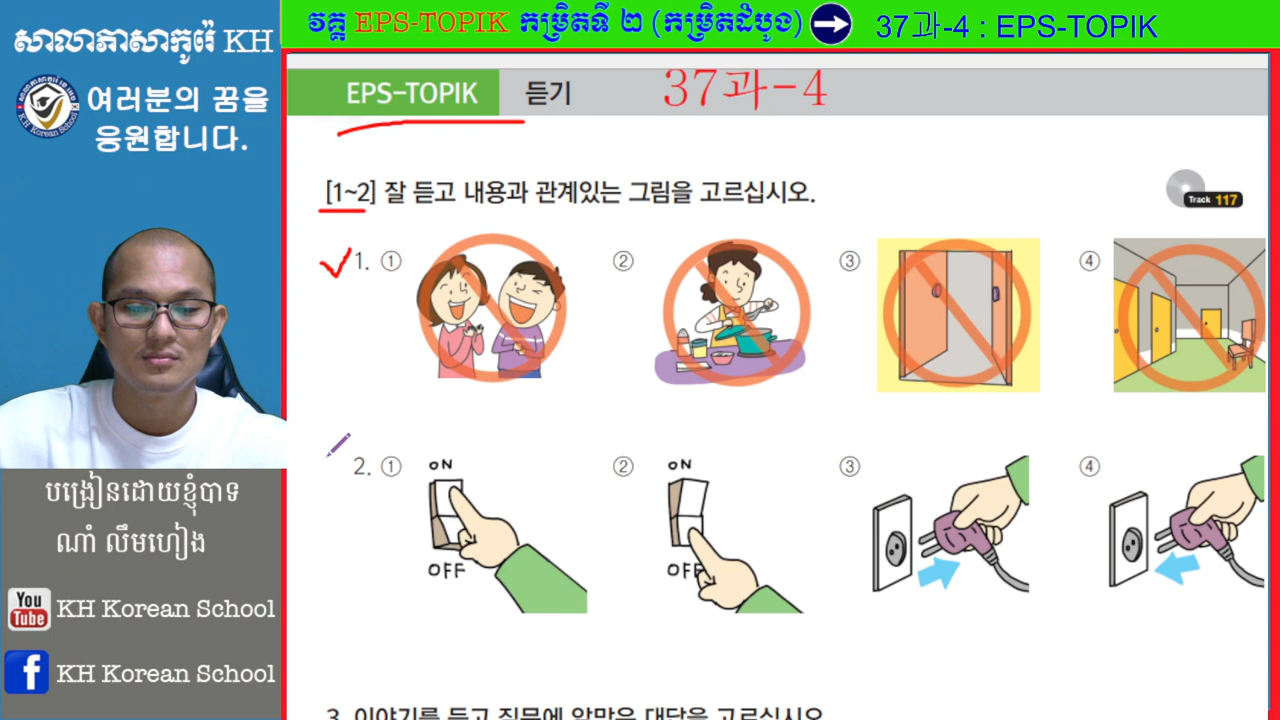 វគ្គ EPS-TOPIK កម្រិតទី ២ (កម្រិតដំបូង)
37과-4 : EPS-TOPIK
សាលាភាសាកូរ៉េ KH
여러분의 꿈을
응원합니다.
EPS-TOPIK
듣기
37과-4
[1~2] 잘 듣고 내용과 관계있는 그림을 고르십시오.
Track 117
1. ① ② ③ ④
2. ① ② ③ ④
ON
OFF
ON
OFF
បង្រៀនដោយខ្ញុំបាទ
ណាំ លឹមហៀង
You Tube KH Korean School
f KH Korean School
3. 이야기를 듣고 질문에 알맞은 대답을 고르십시오